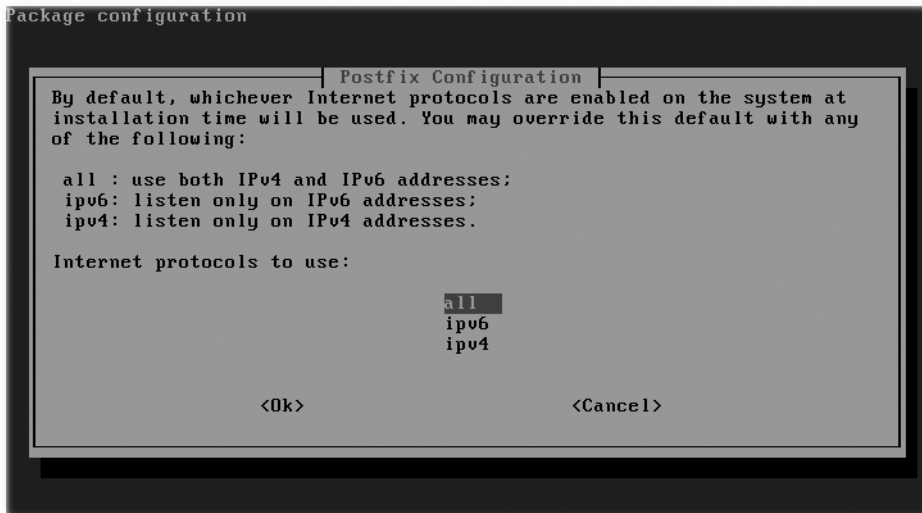 Package configuration
Postfix Configuration
By default, whichever Internet protocols are enabled on the system at
installation time will be used. You may override this default with any
of the following:
all : use both IPv4 and IPv6 addresses;
ipv6: listen only on IPv6 addresses;
ipv4: listen only on IPv4 addresses.
Internet protocols to use:
all
ipv6
ipv4
<Ok> <Cancel>